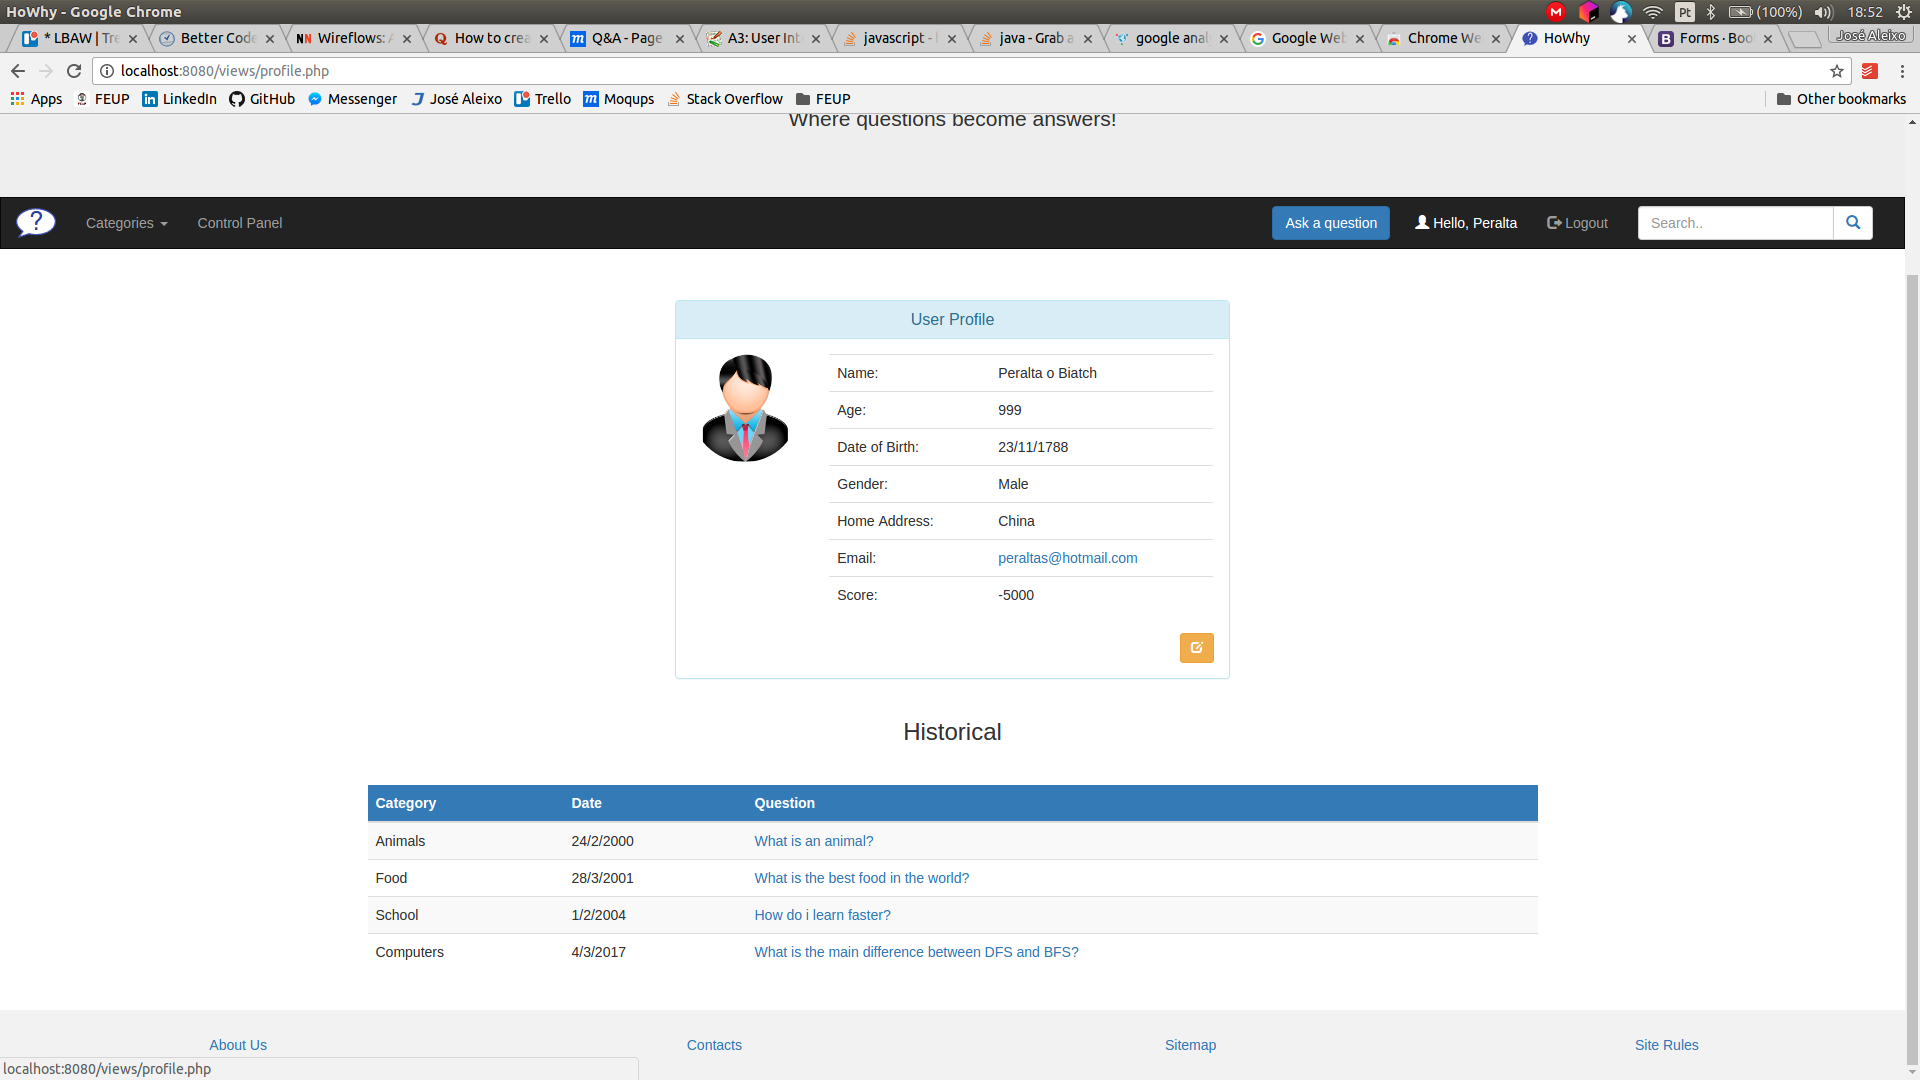 HoWhy - Google Chrome
Pt (100%) 18:52
* LBAW | Tre
Better Code
Wireflows: A
How to crea
Q&A - Page
A3: User Int
javascript -
java - Grab a
google anal
Google Web
Chrome We
HoWhy
Forms · Boo
José Aleixo
localhost:8080/views/profile.php
Apps FEUP LinkedIn GitHub Messenger José Aleixo Trello Moqups Stack Overflow FEUP Other bookmarks
Where questions become answers!
Categories Control Panel Ask a question Hello, Peralta Logout Search..
User Profile
Name: Peralta o Biatch
Age: 999
Date of Birth: 23/11/1788
Gender: Male
Home Address: China
Email: peraltas@hotmail.com
Score: -5000
Historical
Category Date Question
Animals 24/2/2000 What is an animal?
Food 28/3/2001 What is the best food in the world?
School 1/2/2004 How do i learn faster?
Computers 4/3/2017 What is the main difference between DFS and BFS?
About Us Contacts Sitemap Site Rules
localhost:8080/views/profile.php